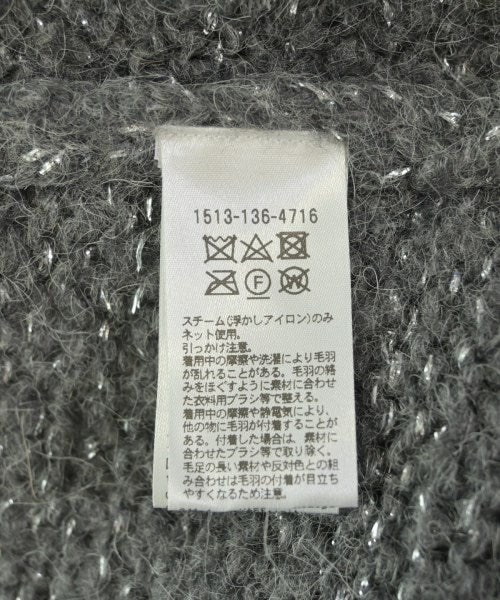 1513-136-4716
F
W
スチーム(浮かしアイロン)のみ
ネット使用。
引っかけ注意。
着用中の摩擦や洗濯により毛羽
が乱れることがある。毛羽の絡
みをほぐすように素材に合わせ
た衣料用ブラシ等で整える。
着用中の摩擦や静電気により、
他の物に毛羽が付着することが
ある。付着した場合は、素材に
合わせたブラシ等で取り除く。
毛足の長い素材や反対色との組
み合わせは毛羽の付着が目立ち
やすくなるため注意。